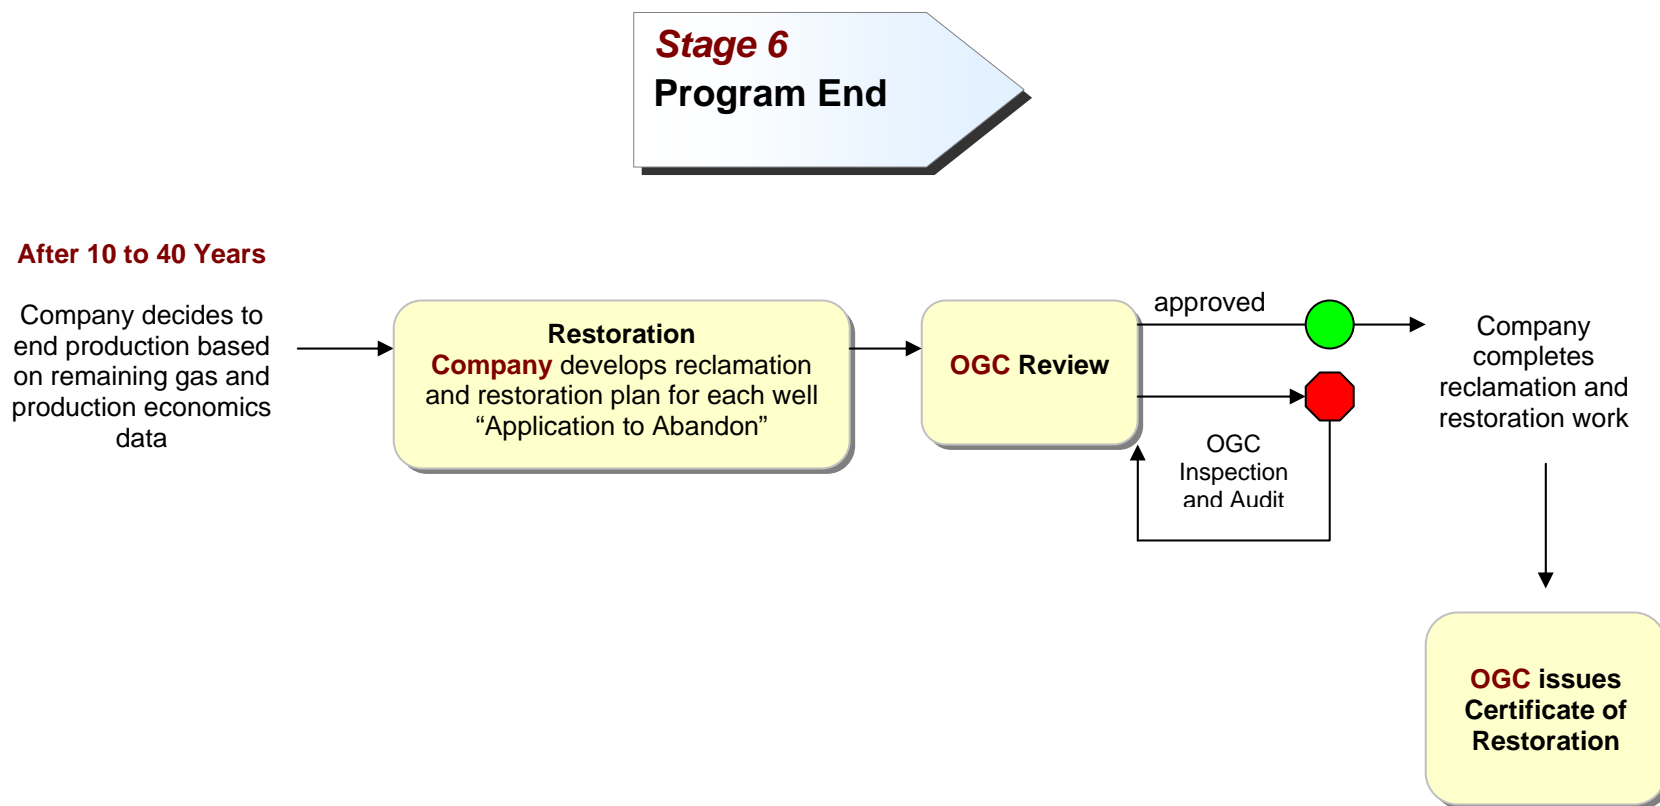 Stage 6
Program End
After 10 to 40 Years
Company decides to
end production based
on remaining gas and
production economics
data
Restoration
Company develops reclamation
and restoration plan for each well
“Application to Abandon”
OGC Review
approved
OGC
Inspection
and Audit
Company
completes
reclamation and
restoration work
OGC issues
Certificate of
Restoration